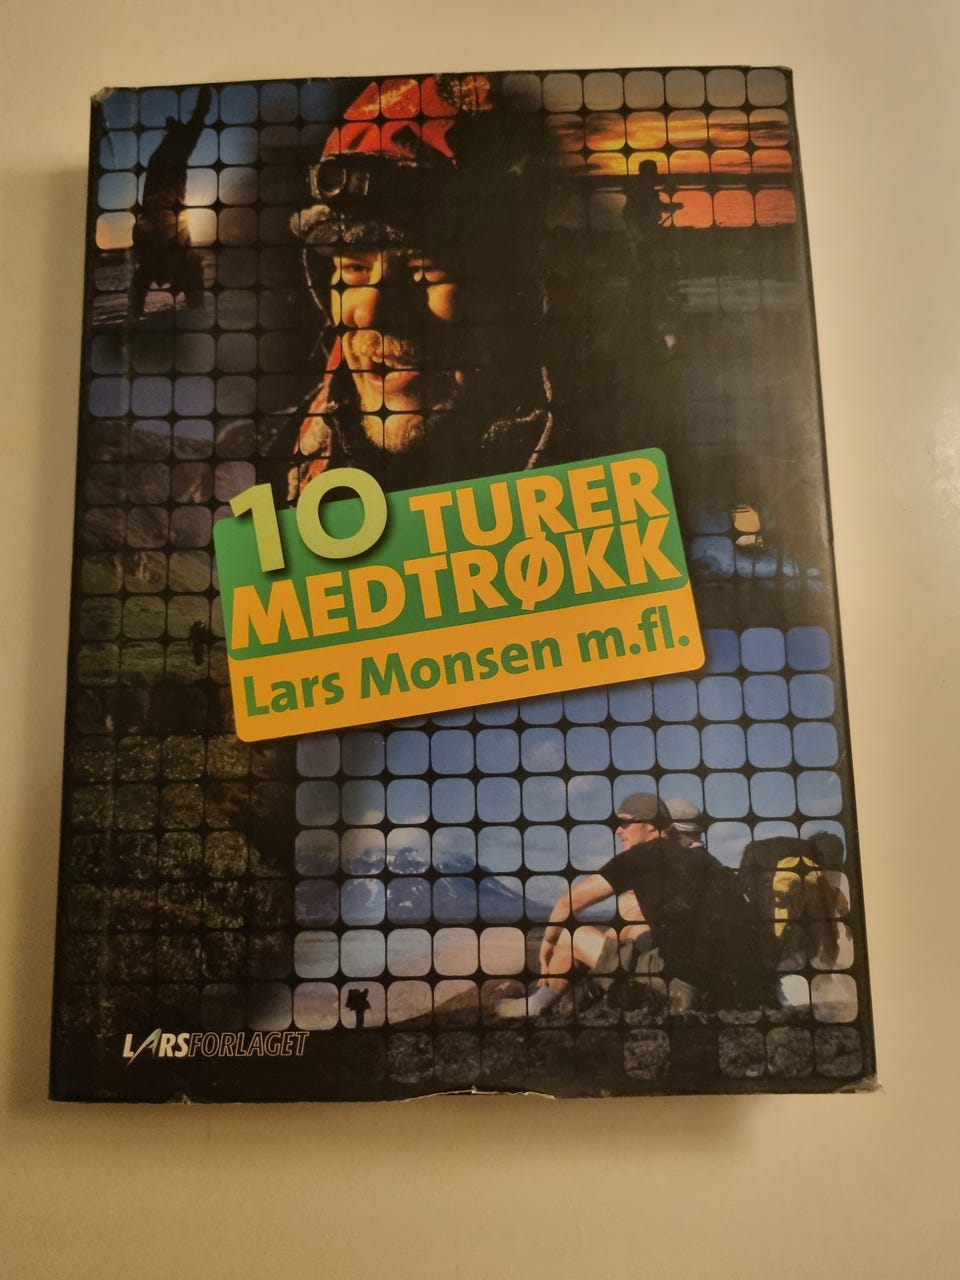 10 TURER
MEDTRØKK
Lars Monsen m.fl.
LARSFORLAGET